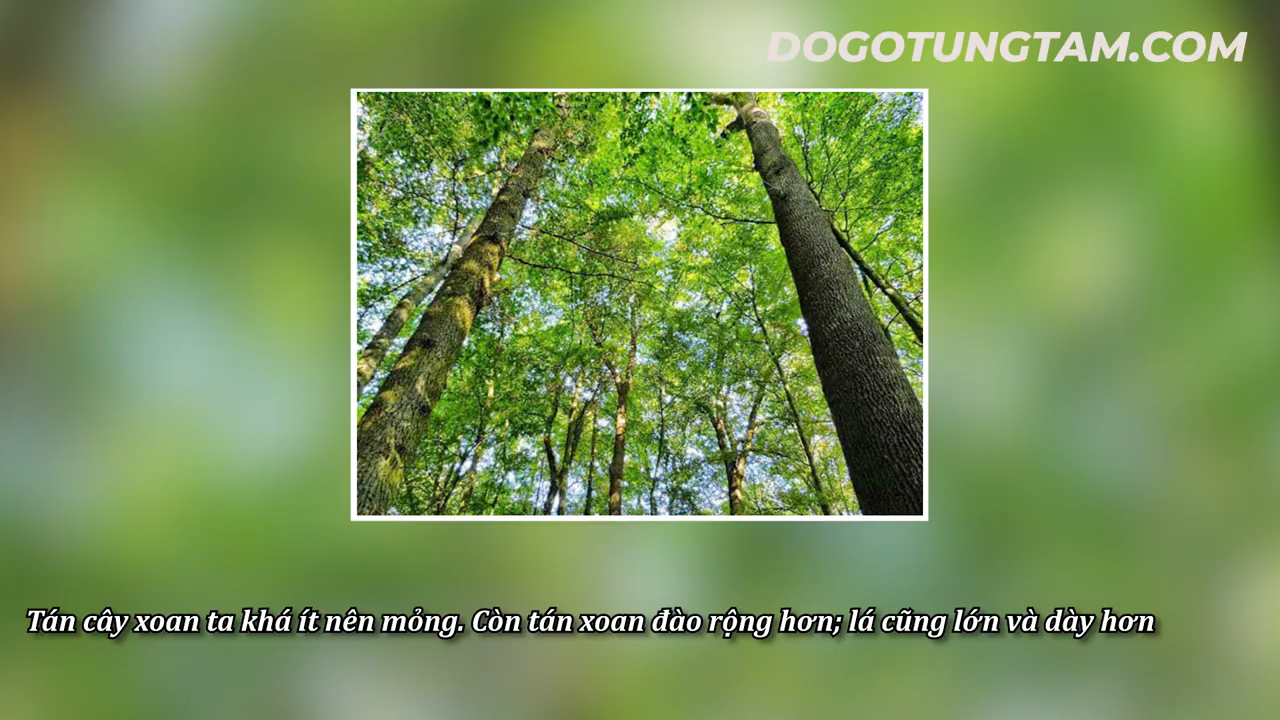 DOGOTUNGTAM.COM
Tán cây xoan ta khá ít nên mỏng. Còn tán xoan đào rộng hơn; lá cũng lớn và dày hơn